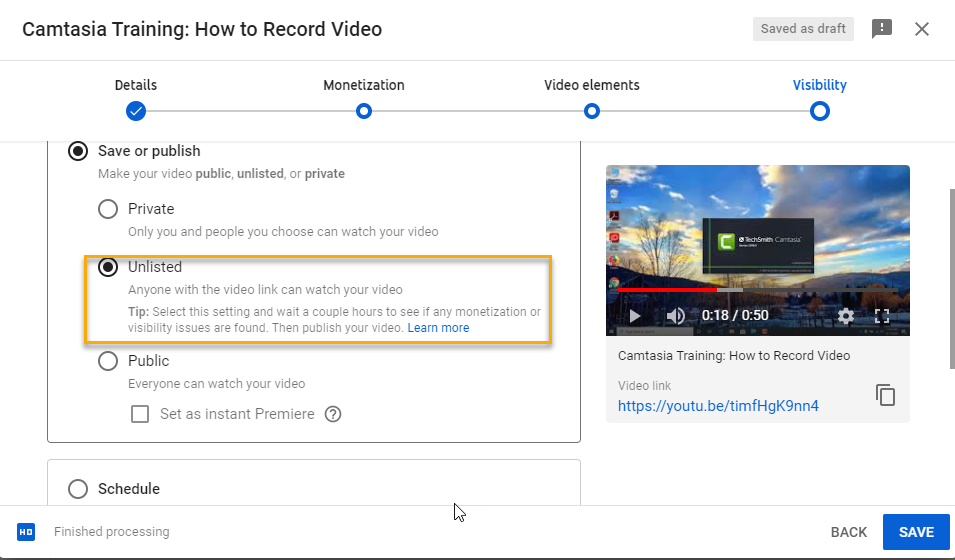 Camtasia Training: How to Record Video
Saved as draft
Details
Monetization
Video elements
Visibility
Save or publish
Make your video public, unlisted, or private
Private
Only you and people you choose can watch your video
Unlisted
Anyone with the video link can watch your video
Tip: Select this setting and wait a couple hours to see if any monetization or
visibility issues are found. Then publish your video. Learn more
Public
Everyone can watch your video
Set as instant Premiere
Schedule
TechSmith Camtasia
0:18 / 0:50
Camtasia Training: How to Record Video
Video link
https://youtu.be/timfHgK9nn4
HD
Finished processing
BACK
SAVE